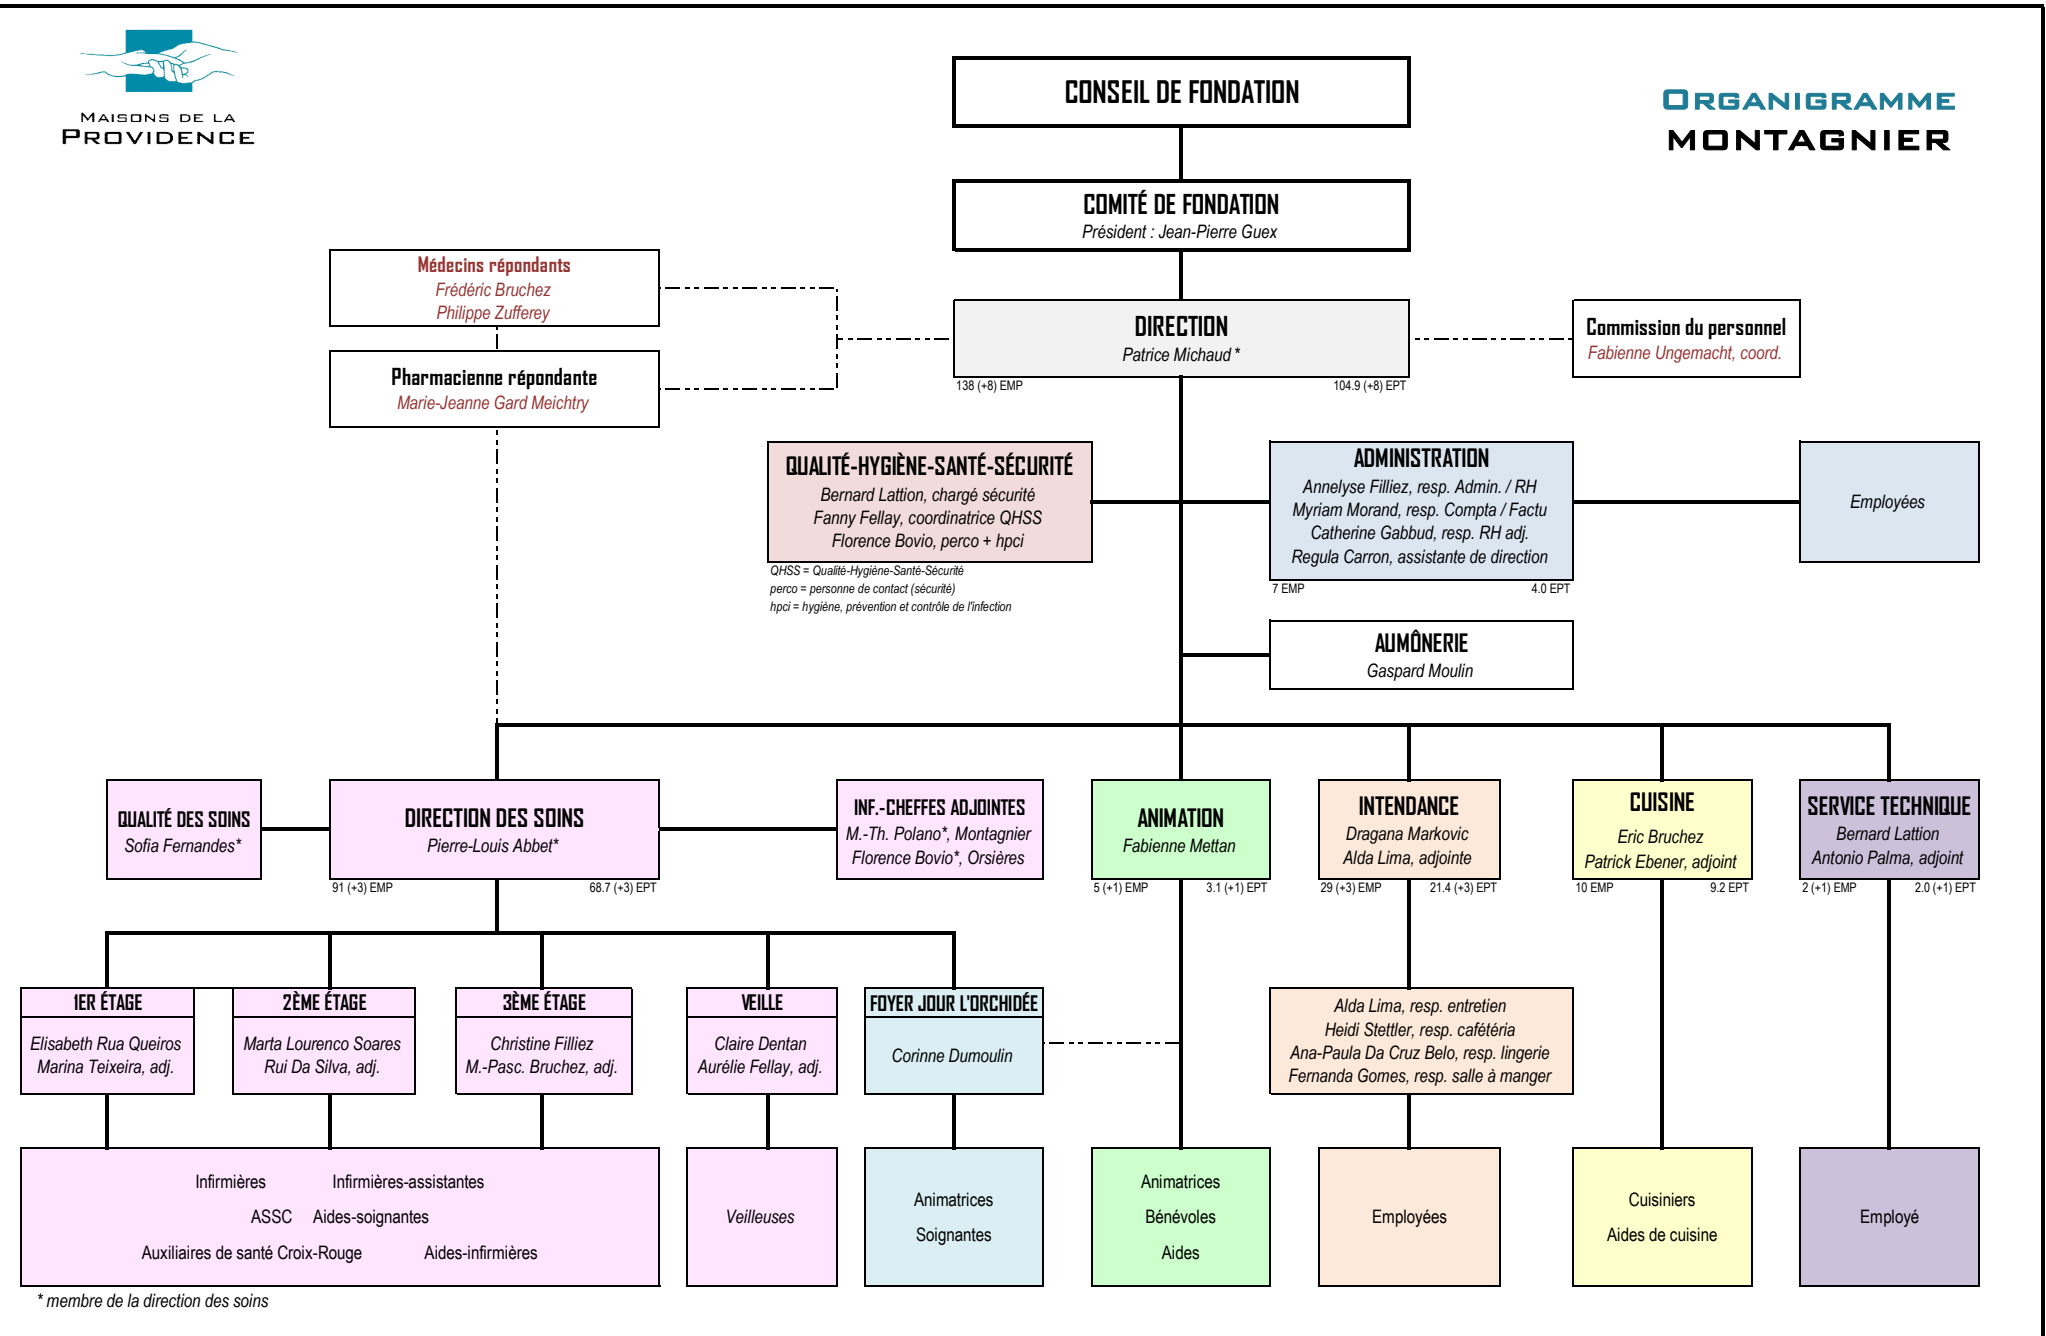 MAISONS DE LA
PROVIDENCE
ORGANIGRAMME
MONTAGNIER
CONSEIL DE FONDATION
COMITÉ DE FONDATION
Président : Jean-Pierre Guex
Médecins répondants
Frédéric Bruchez
Philippe Zufferey
Pharmacienne répondante
Marie-Jeanne Gard Meichtry
DIRECTION
Patrice Michaud *
138 (+8) EMP
104.9 (+8) EPT
Commission du personnel
Fabienne Ungemacht, coord.
QUALITÉ-HYGIÈNE-SANTÉ-SÉCURITÉ
Bernard Lattion, chargé sécurité
Fanny Fellay, coordinatrice QHSS
Florence Bovio, perco + hpci
QHSS = Qualité-Hygiène-Santé-Sécurité
perco = personne de contact (sécurité)
hpci = hygiène, prévention et contrôle de l'infection
ADMINISTRATION
Annelyse Filliez, resp. Admin. / RH
Myriam Morand, resp. Compta / Factu
Catherine Gabbud, resp. RH adj.
Regula Carron, assistante de direction
7 EMP
4.0 EPT
Employées
AUMÔNERIE
Gaspard Moulin
QUALITÉ DES SOINS
Sofia Fernandes*
DIRECTION DES SOINS
Pierre-Louis Abbet*
91 (+3) EMP
68.7 (+3) EPT
INF.-CHEFFES ADJOINTES
M.-Th. Polano*, Montagnier
Florence Bovio*, Orsières
ANIMATION
Fabienne Mettan
5 (+1) EMP
3.1 (+1) EPT
INTENDANCE
Dragana Markovic
Alda Lima, adjointe
29 (+3) EMP
21.4 (+3) EPT
CUISINE
Eric Bruchez
Patrick Ebener, adjoint
10 EMP
9.2 EPT
SERVICE TECHNIQUE
Bernard Lattion
Antonio Palma, adjoint
2 (+1) EMP
2.0 (+1) EPT
1ER ÉTAGE
Elisabeth Rua Queiros
Marina Teixeira, adj.
2ÈME ÉTAGE
Marta Lourenco Soares
Rui Da Silva, adj.
3ÈME ÉTAGE
Christine Filliez
M.-Pasc. Bruchez, adj.
VEILLE
Claire Dentan
Aurélie Fellay, adj.
FOYER JOUR L'ORCHIDÉE
Corinne Dumoulin
Alda Lima, resp. entretien
Heidi Stettler, resp. cafétéria
Ana-Paula Da Cruz Belo, resp. lingerie
Fernanda Gomes, resp. salle à manger
Infirmières Infirmières-assistantes
ASSC Aides-soignantes
Auxiliaires de santé Croix-Rouge Aides-infirmières
Veilleuses
Animatrices
Soignantes
Animatrices
Bénévoles
Aides
Employées
Cuisiniers
Aides de cuisine
Employé
* membre de la direction des soins